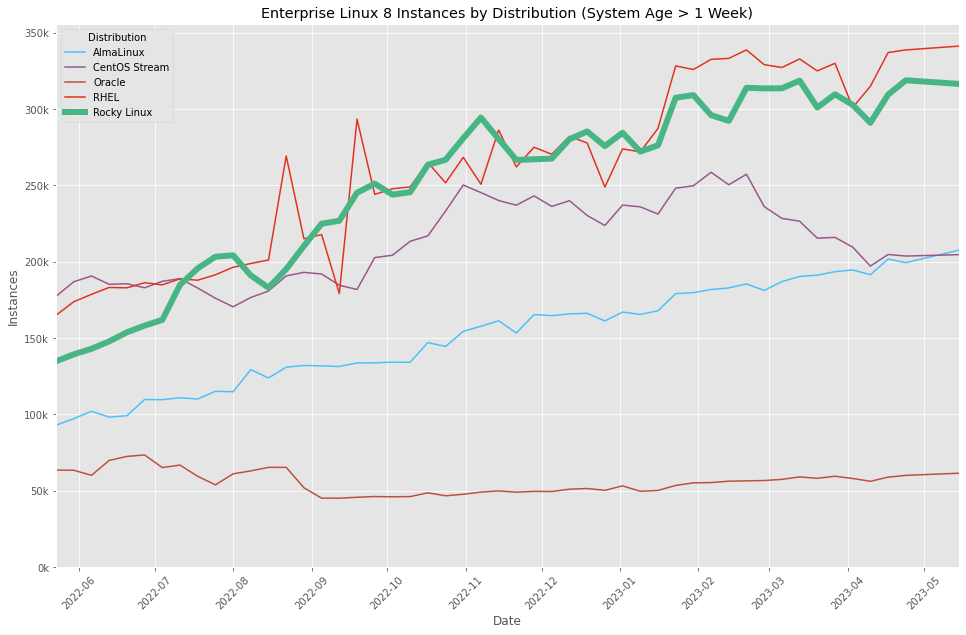 Enterprise Linux 8 Instances by Distribution (System Age > 1 Week)
Distribution
AlmaLinux
CentOS Stream
Oracle
RHEL
Rocky Linux
350k
300k
250k
200k
150k
100k
50k
0k
Instances
2022-06
2022-07
2022-08
2022-09
2022-10
2022-11
2022-12
2023-01
2023-02
2023-03
2023-04
2023-05
Date